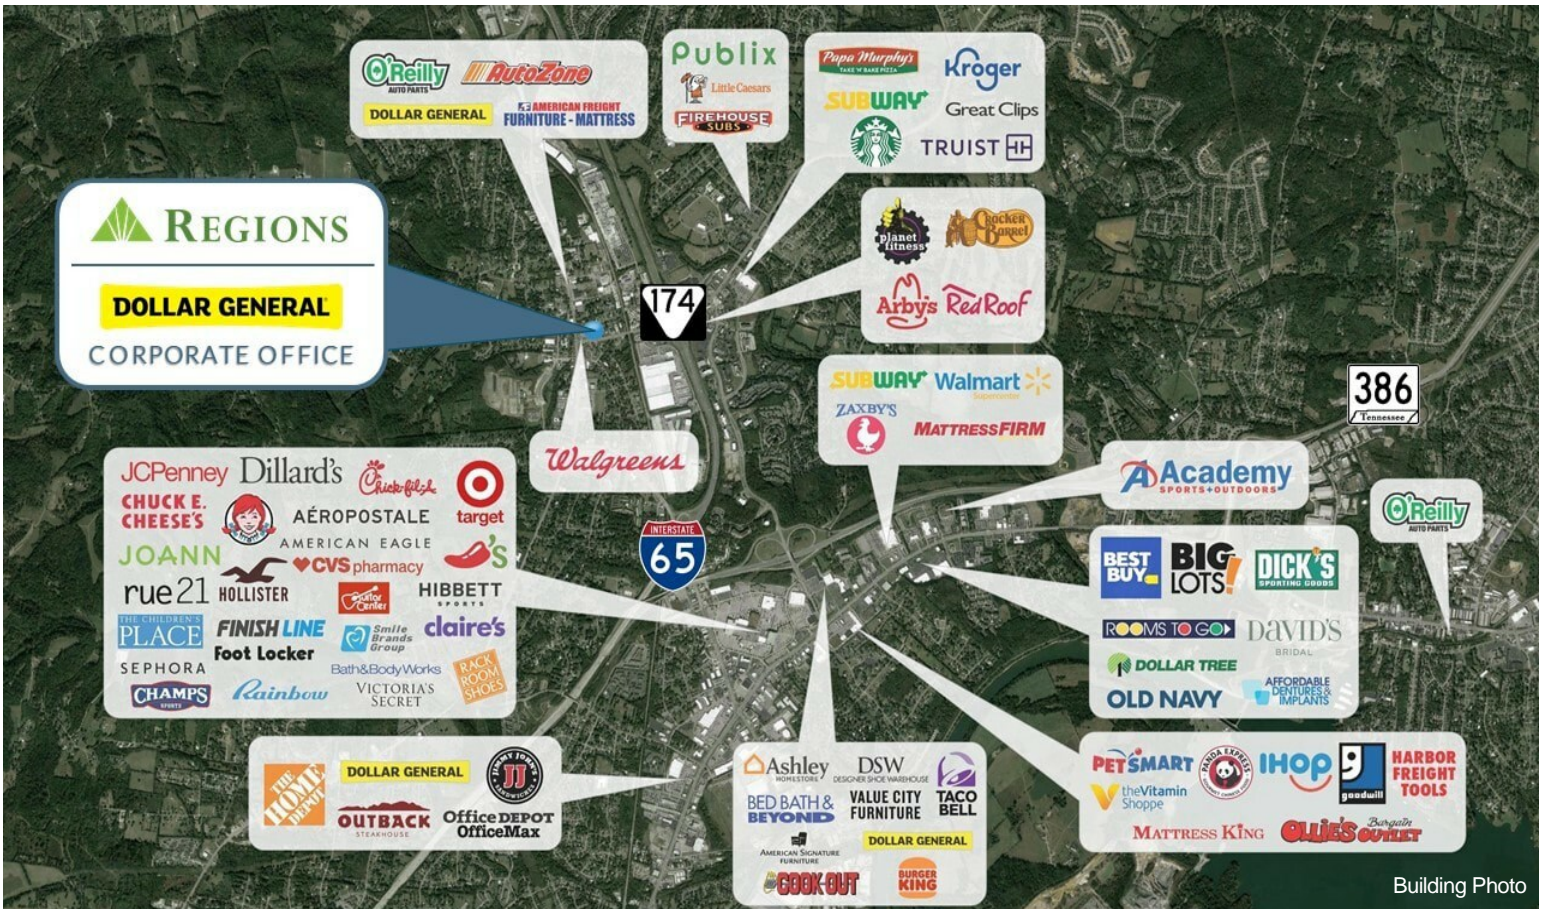 O'Reilly
AUTO PARTS
AutoZone
DOLLAR GENERAL
AMERICAN FREIGHT
FURNITURE - MATTRESS
Publix
Little Caesars
FIREHOUSE
SUBS
Papa Murphy's
TAKE 'N' BAKE PIZZA
Kroger
SUBWAY
Great Clips
TRUIST
REGIONS
DOLLAR GENERAL
CORPORATE OFFICE
planet
fitness
Cracker
Barrel
Arby's
Red Roof
174
SUBWAY
Walmart
Supercenter
ZAXBY'S
MATTRESSFIRM
386
Tennessee
Walgreens
Academy
SPORTS+OUTDOORS
O'Reilly
AUTO PARTS
INTERSTATE
65
JCPenney
Dillard's
Chick-fil-A
target
CHUCK E.
CHEESE'S
AÉROPOSTALE
AMERICAN EAGLE
JOANN
CVS pharmacy
'S
rue21
HOLLISTER
Guitar
Center
HIBBETT
SPORTS
THE CHILDREN'S
PLACE
FINISH LINE
Foot Locker
Smile
Brands
Group
claire's
SEPHORA
Bath&BodyWorks
RACK
ROOM
SHOES
CHAMPS
SPORTS
Rainbow
VICTORIA'S
SECRET
BEST
BUY
BIG
LOTS!
DICK'S
SPORTING GOODS
ROOMS TO GO
DAVID'S
BRIDAL
DOLLAR TREE
OLD NAVY
AFFORDABLE
DENTURES &
IMPLANTS
THE
HOME
DEPOT
DOLLAR GENERAL
JIMMY JOHN'S
JJ
SANDWICHES
OUTBACK
STEAKHOUSE
Office DEPOT
OfficeMax
Ashley
HOMESTORE
DSW
DESIGNER SHOE WAREHOUSE
TACO
BELL
BED BATH &
BEYOND
VALUE CITY
FURNITURE
AMERICAN SIGNATURE
FURNITURE
DOLLAR GENERAL
COOK-OUT
BURGER
KING
PETSMART
PANDA EXPRESS
IHOP
goodwill
HARBOR
FREIGHT
TOOLS
theVitamin
Shoppe
MATTRESS KING
OLLIE'S
Bargain
OUTLET
Building Photo